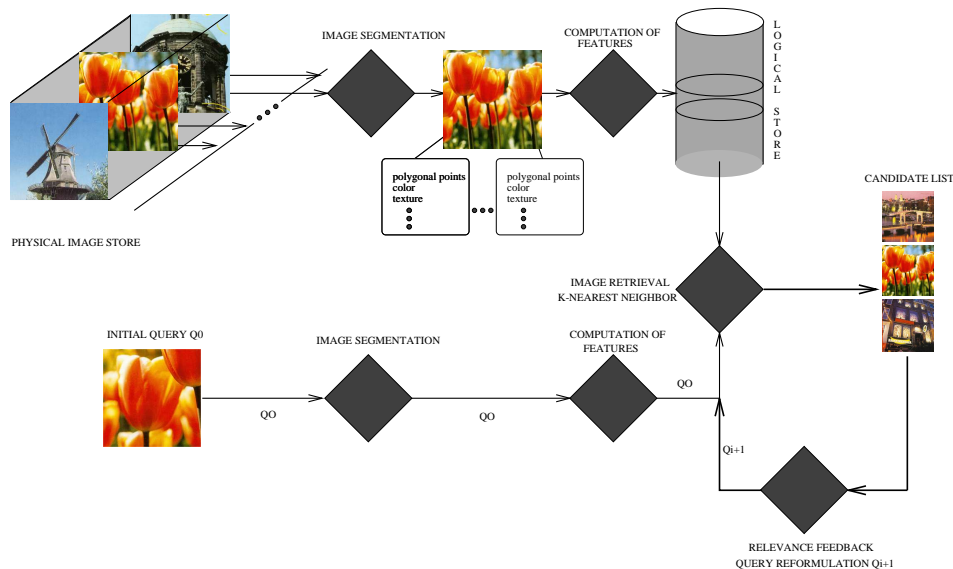 IMAGE SEGMENTATION
COMPUTATION OF
FEATURES
LOGICAL STORE
polygonal points
color
texture
polygonal points
color
texture
PHYSICAL IMAGE STORE
CANDIDATE LIST
IMAGE RETRIEVAL
K-NEAREST NEIGHBOR
INITIAL QUERY Q0
IMAGE SEGMENTATION
COMPUTATION OF
FEATURES
QO
QO
QO
Qi+1
RELEVANCE FEEDBACK
QUERY REFORMULATION Qi+1